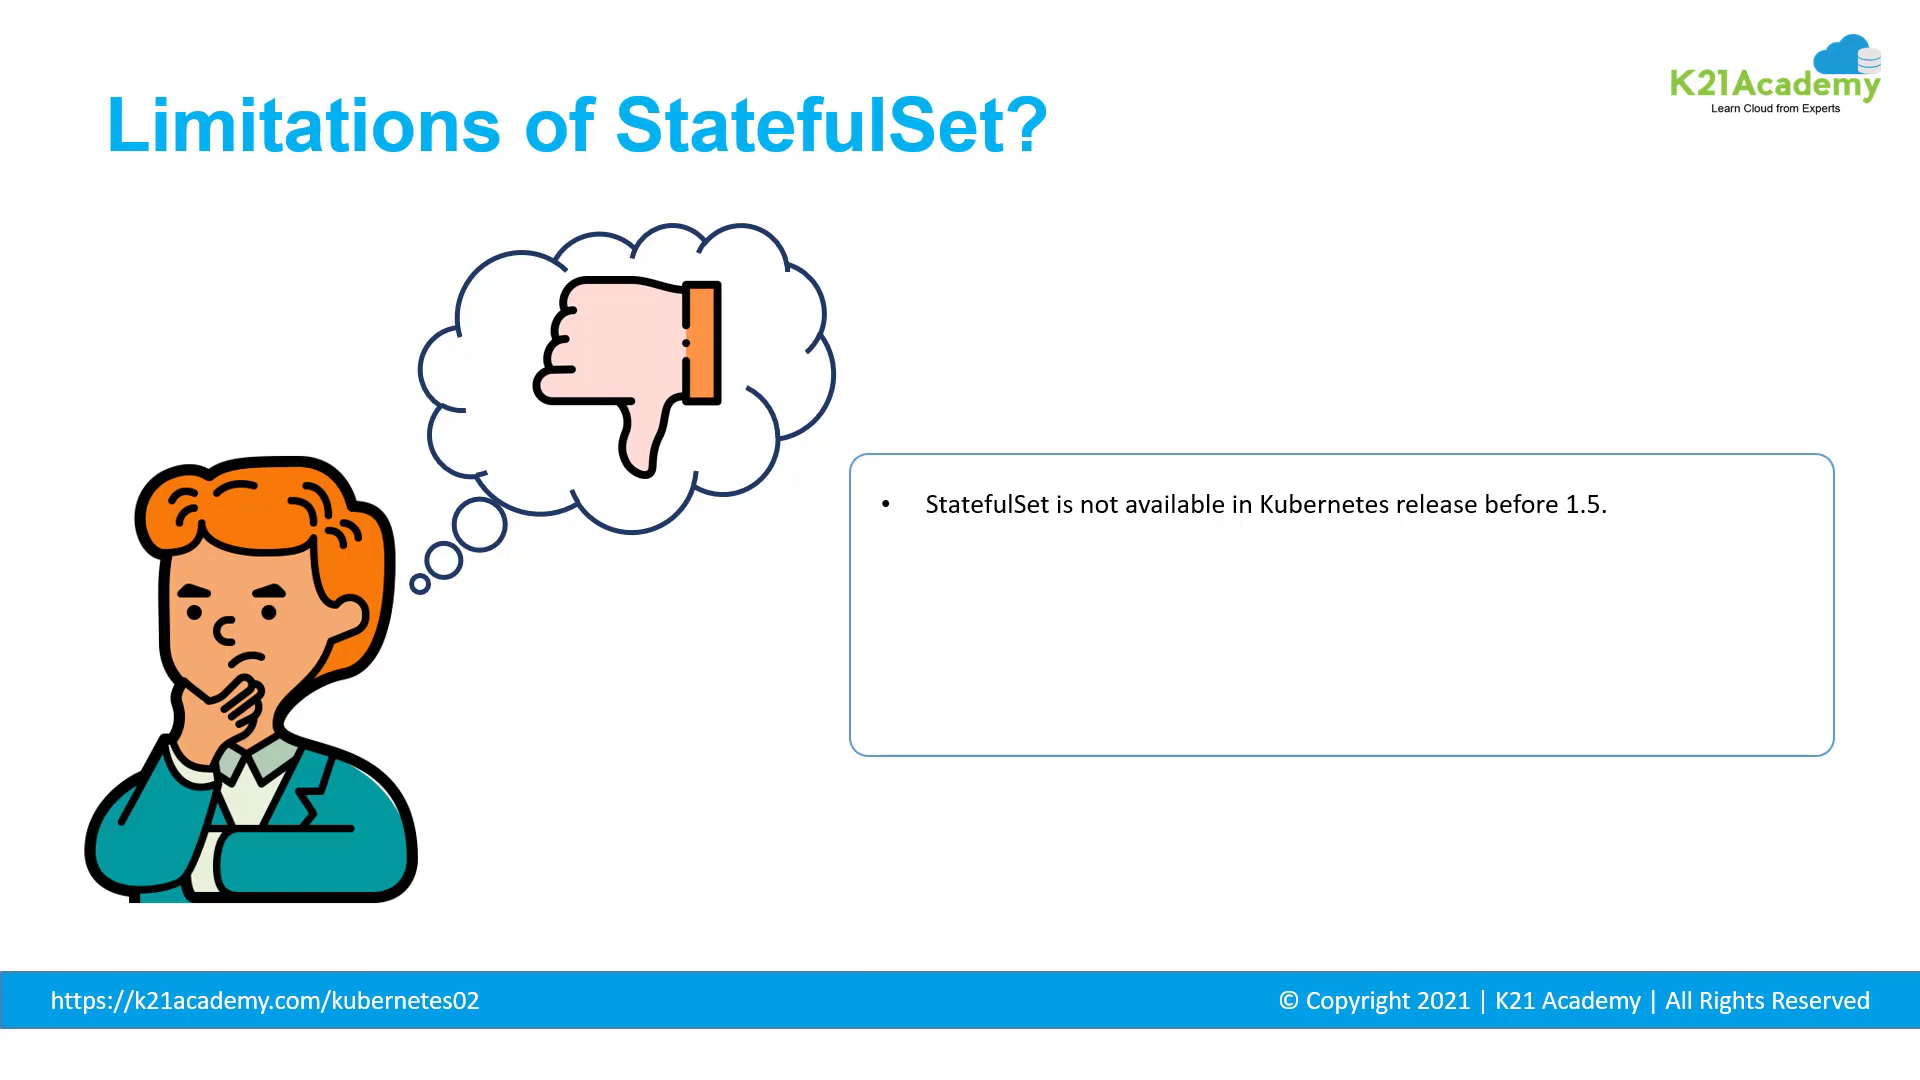 K21Academy
Learn Cloud from Experts
Limitations of StatefulSet?
• StatefulSet is not available in Kubernetes release before 1.5.
https://k21academy.com/kubernetes02
© Copyright 2021 | K21 Academy | All Rights Reserved